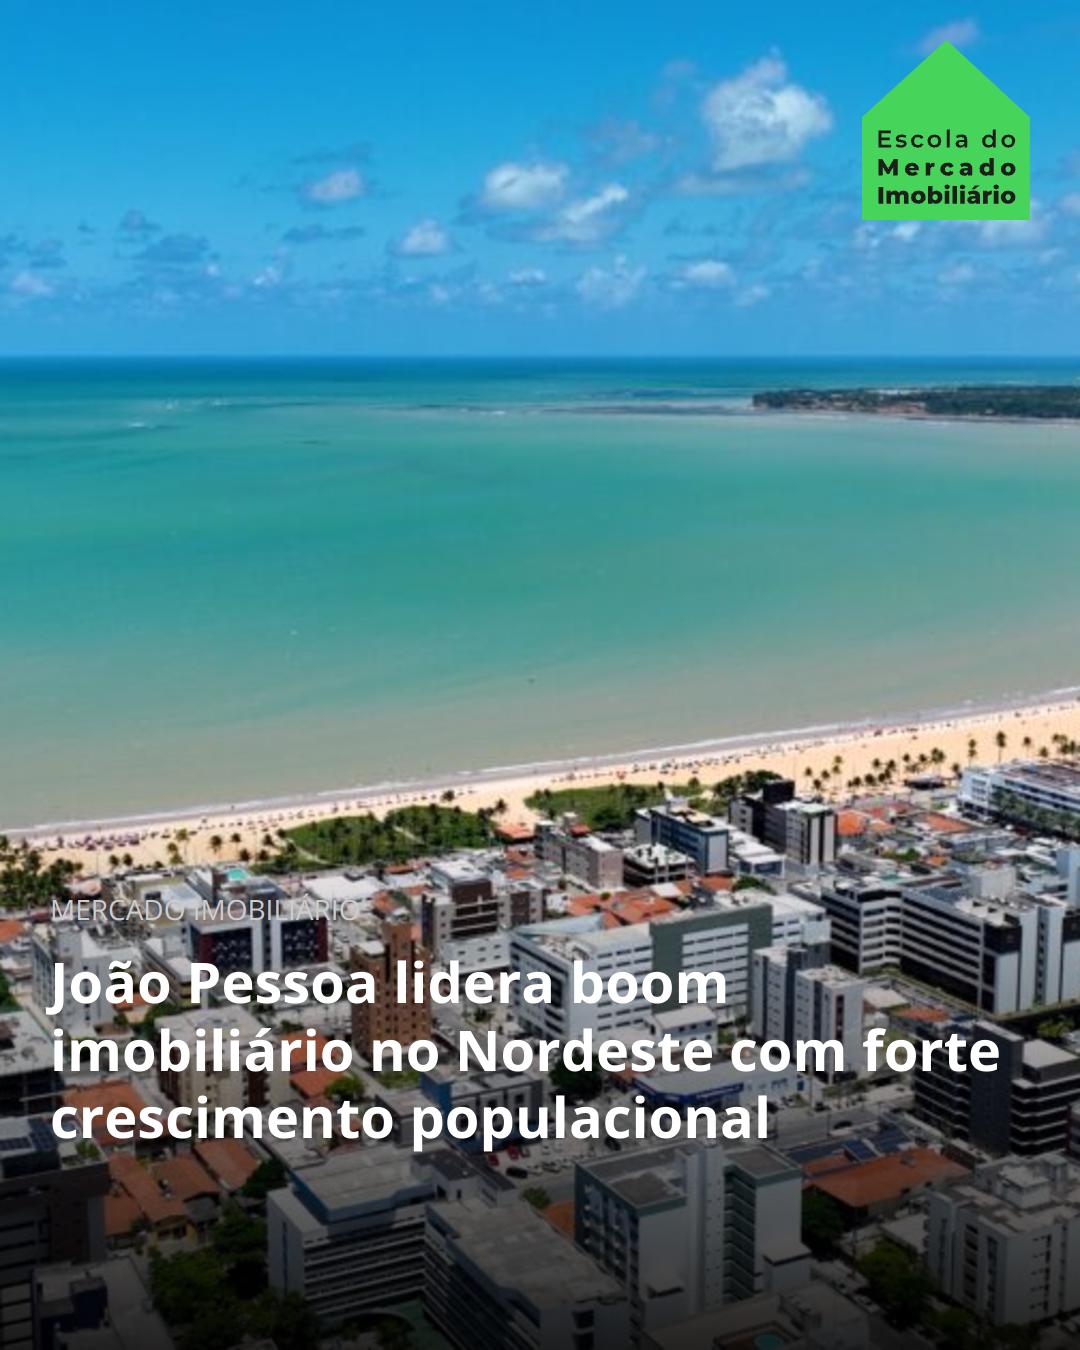 Escola do
Mercado
Imobiliário
MERCADO IMOBILIÁRIO
João Pessoa lidera boom
imobiliário no Nordeste com forte
crescimento populacional